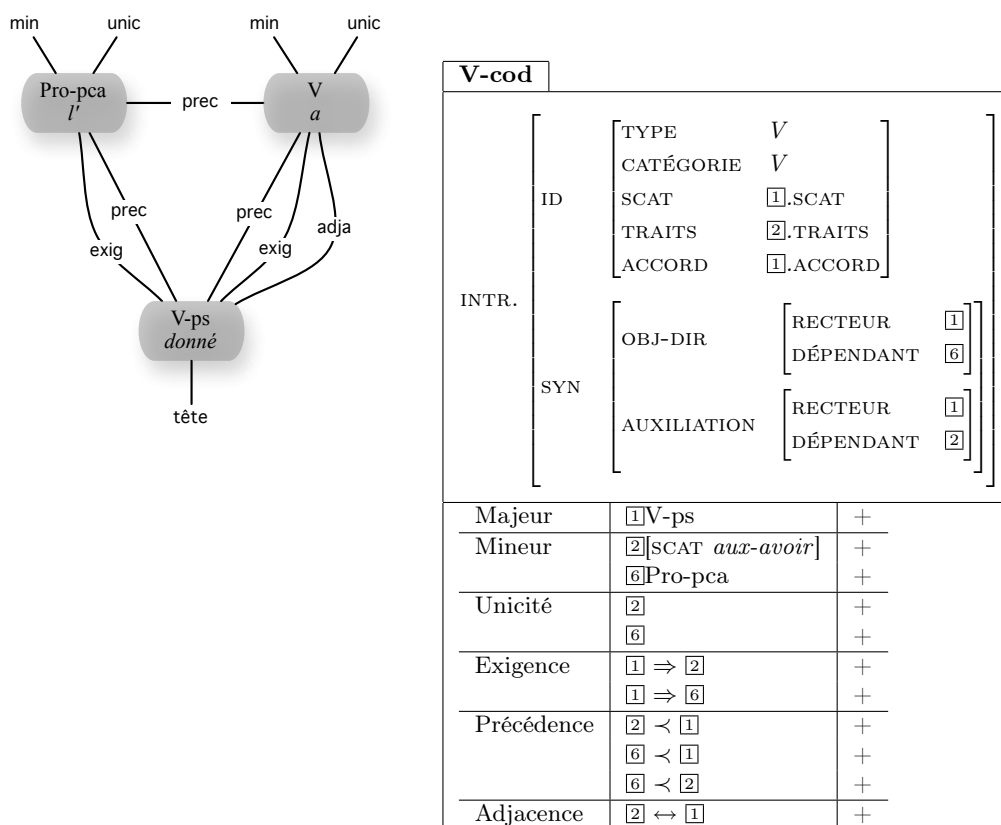 min unic min unic
Pro-pca
l'
prec
V
a
prec
exig
prec
exig
adja
V-ps
donné
tête
V-cod
INTR.
ID
TYPE V
CATÉGORIE V
SCAT 1.SCAT
TRAITS 2.TRAITS
ACCORD 1.ACCORD
SYN
OBJ-DIR
RECTEUR 1
DÉPENDANT 6
AUXILIATION
RECTEUR 1
DÉPENDANT 2
Majeur 1V-ps +
Mineur 2[SCAT aux-avoir] +
6Pro-pca +
Unicité 2 +
6 +
Exigence 1 ⇒ 2 +
1 ⇒ 6 +
Précédence 2 ≺ 1 +
6 ≺ 1 +
6 ≺ 2 +
Adjacence 2 ↔ 1 +